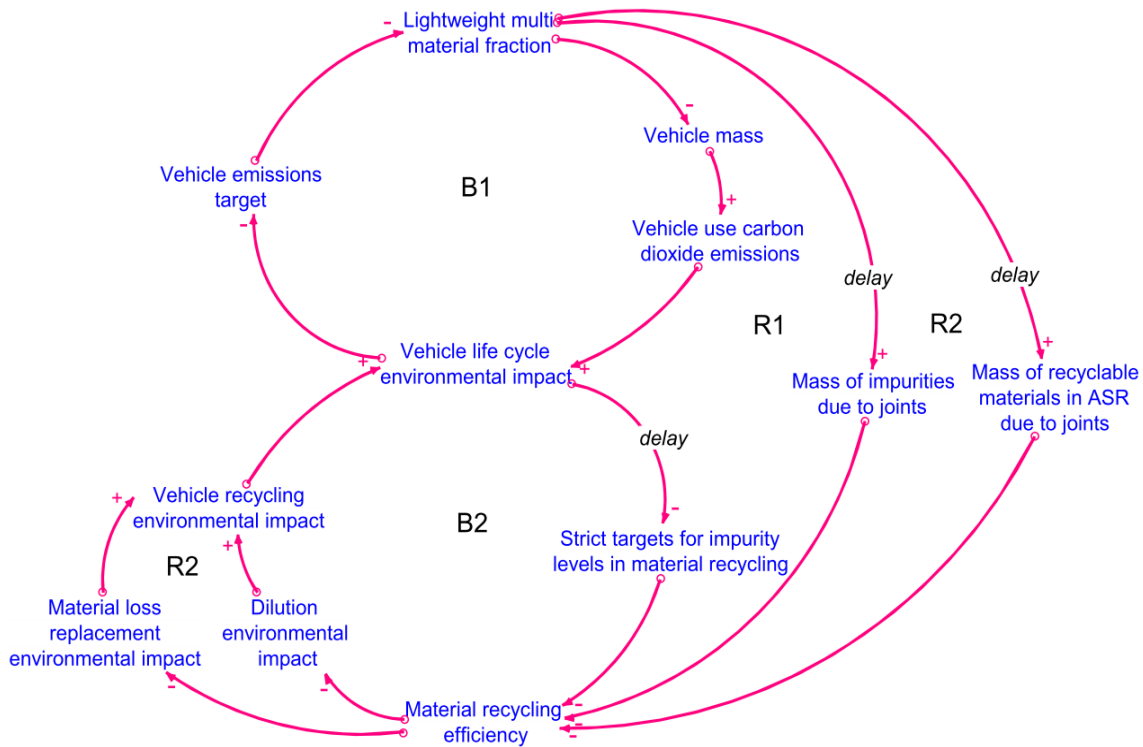 Lightweight multi
material fraction
-
-
Vehicle mass
Vehicle emissions
target
B1
+
-
Vehicle use carbon
dioxide emissions
delay
delay
R1
R2
+
+
Vehicle life cycle
environmental impact
+
+
Mass of impurities
due to joints
Mass of recyclable
materials in ASR
due to joints
delay
+
Vehicle recycling
environmental impact
B2
-
Strict targets for impurity
levels in material recycling
+
R2
Material loss
replacement
environmental impact
Dilution
environmental
impact
-
-
Material recycling
efficiency
-
-
-